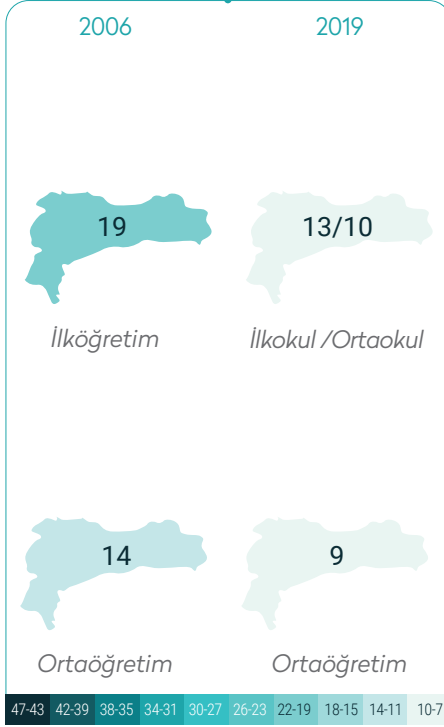 2006 2019
19 13/10
İlköğretim İlkokul /Ortaokul
14 9
Ortaöğretim Ortaöğretim
47-43 42-39 38-35 34-31 30-27 26-23 22-19 18-15 14-11 10-7